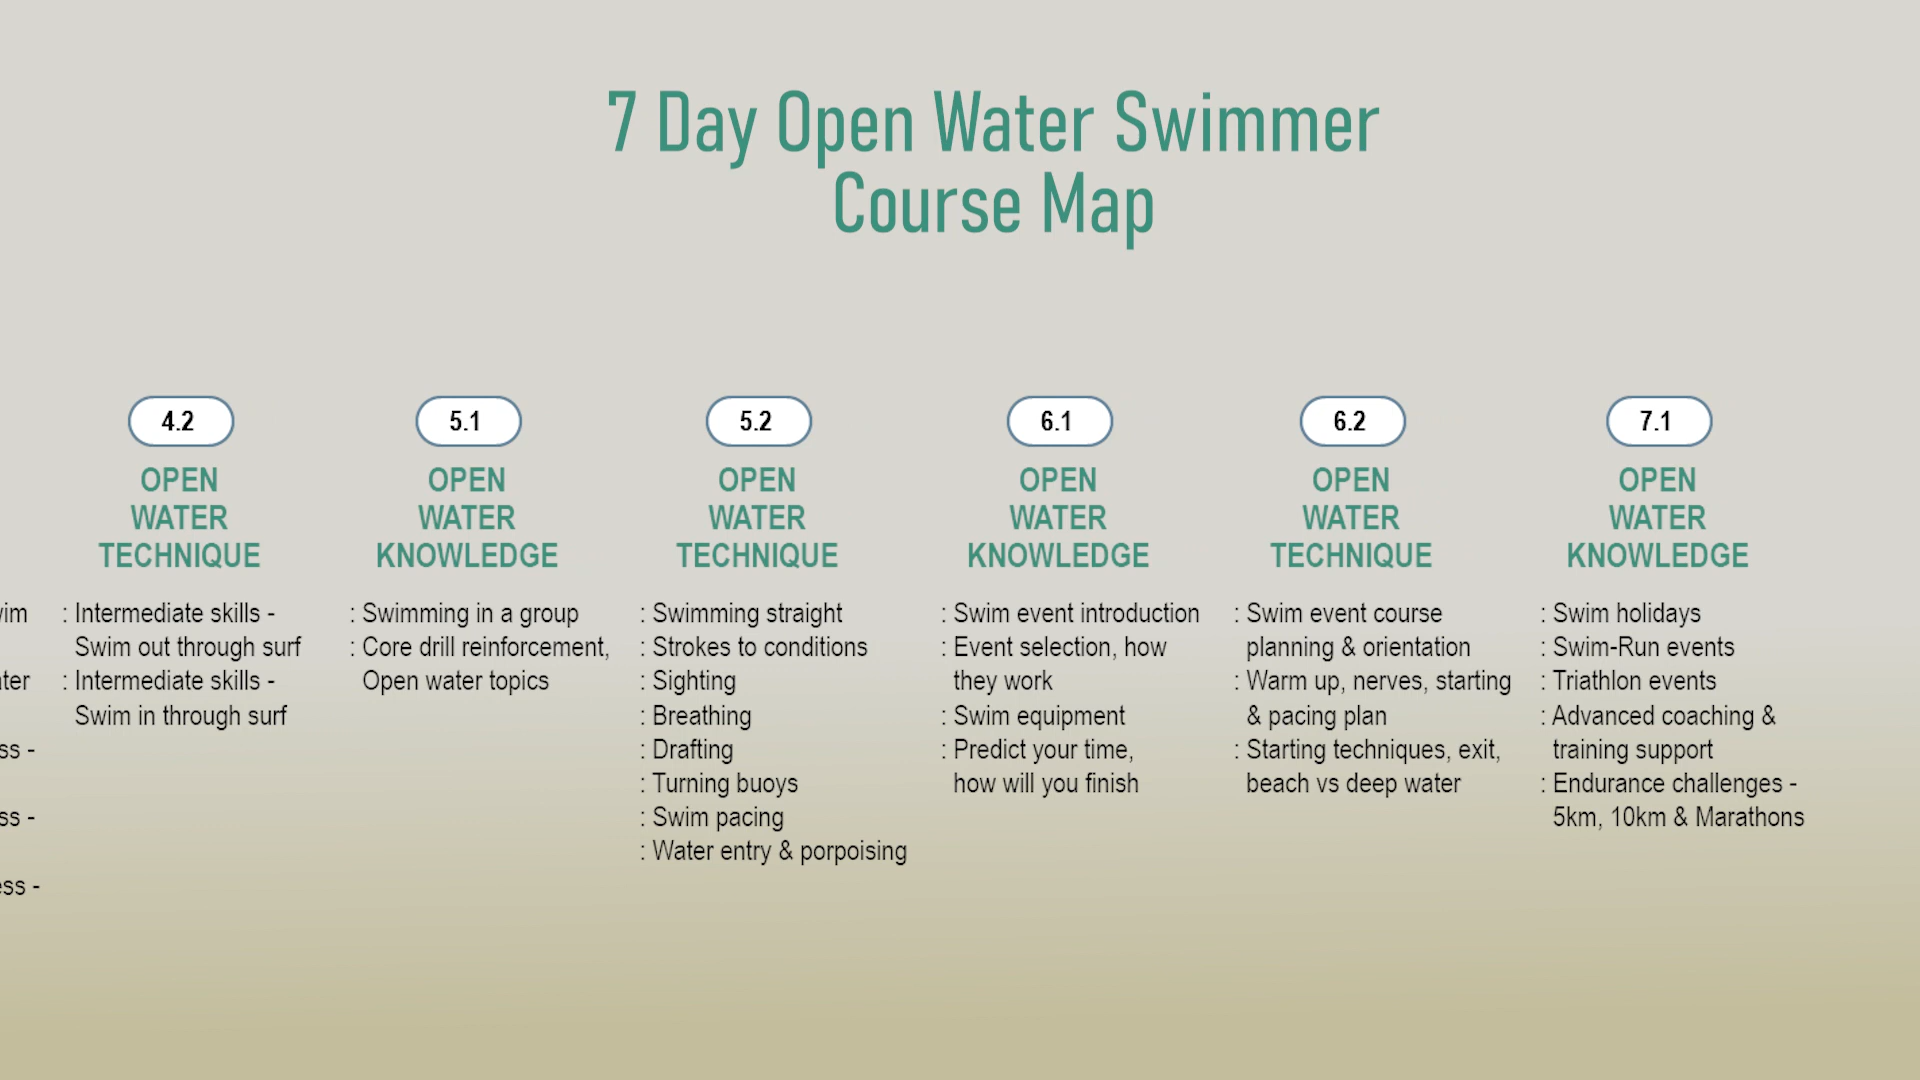 7 Day Open Water Swimmer
Course Map
4.2
OPEN
WATER
TECHNIQUE
: Intermediate skills -
Swim out through surf
: Intermediate skills -
Swim in through surf
5.1
OPEN
WATER
KNOWLEDGE
: Swimming in a group
: Core drill reinforcement,
Open water topics
5.2
OPEN
WATER
TECHNIQUE
: Swimming straight
: Strokes to conditions
: Sighting
: Breathing
: Drafting
: Turning buoys
: Swim pacing
: Water entry & porpoising
6.1
OPEN
WATER
KNOWLEDGE
: Swim event introduction
: Event selection, how
they work
: Swim equipment
: Predict your time,
how will you finish
6.2
OPEN
WATER
TECHNIQUE
: Swim event course
planning & orientation
: Warm up, nerves, starting
& pacing plan
: Starting techniques, exit,
beach vs deep water
7.1
OPEN
WATER
KNOWLEDGE
: Swim holidays
: Swim-Run events
: Triathlon events
: Advanced coaching &
training support
: Endurance challenges -
5km, 10km & Marathons